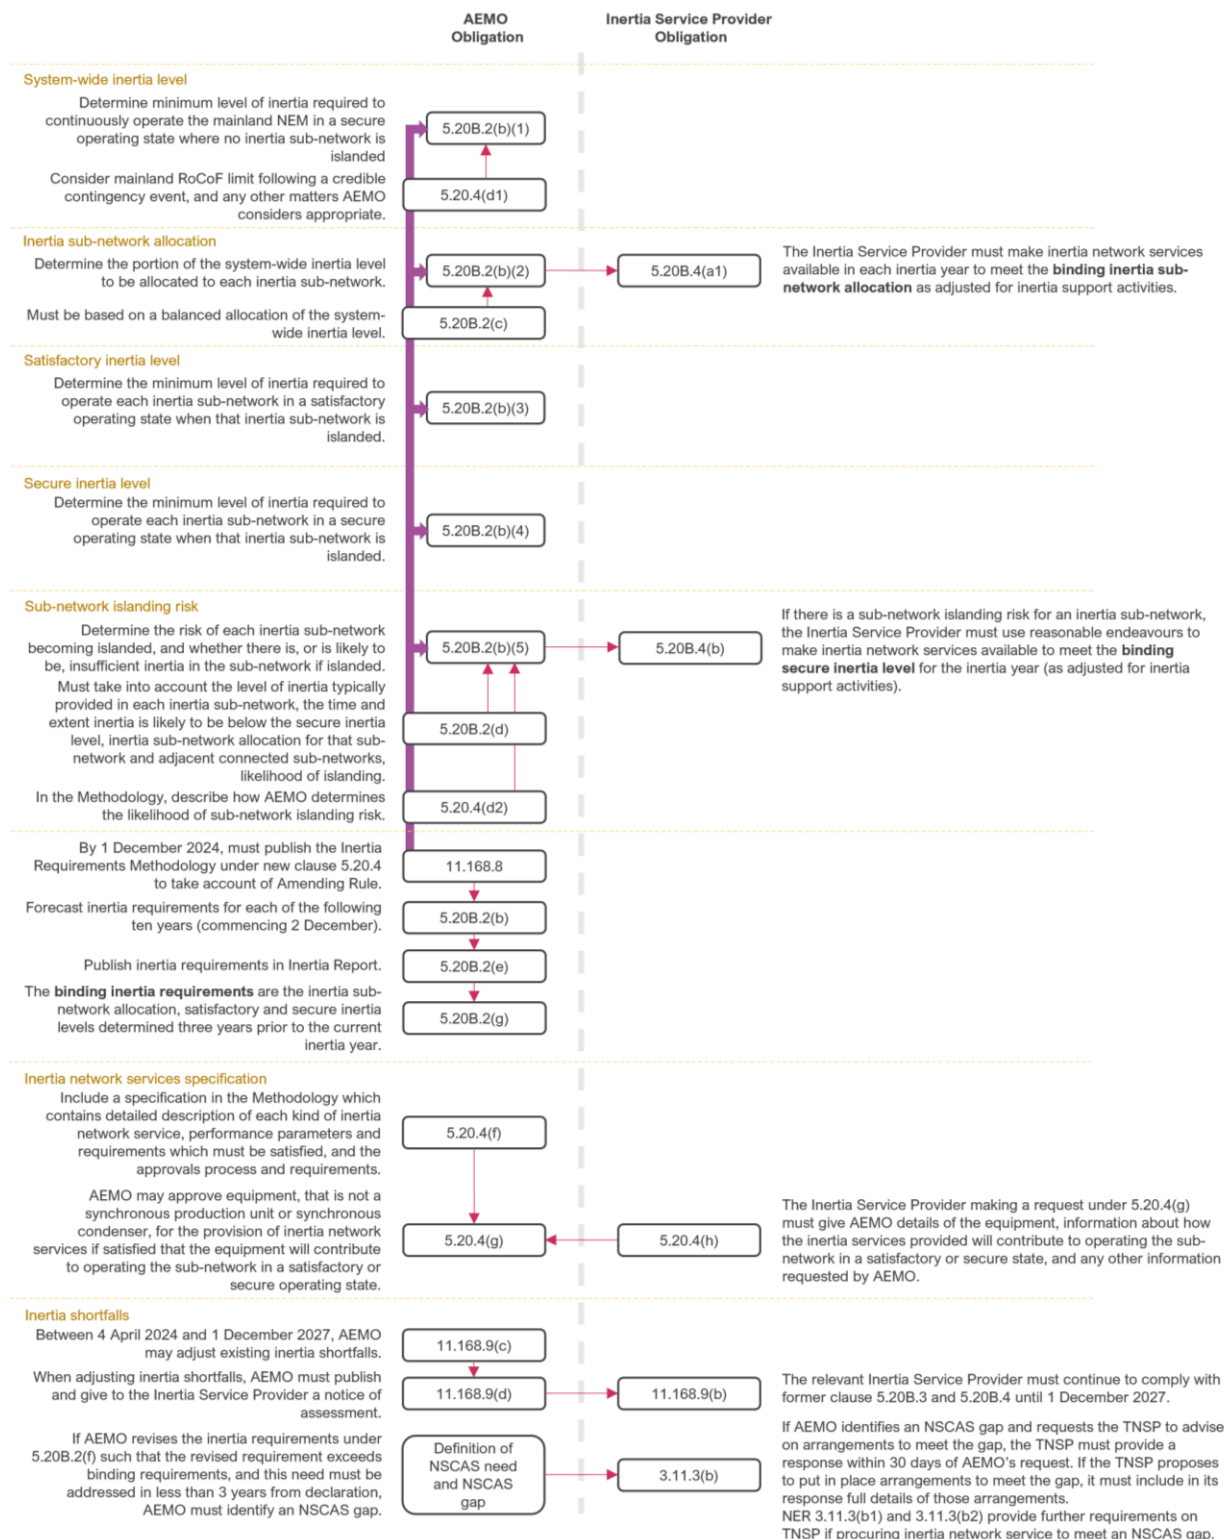 AEMO
Obligation
Inertia Service Provider
Obligation
System-wide inertia level
Determine minimum level of inertia required to
continuously operate the mainland NEM in a secure
operating state where no inertia sub-network is
islanded
5.20B.2(b)(1)
Consider mainland RoCoF limit following a credible
contingency event, and any other matters AEMO
considers appropriate.
5.20.4(d1)
Inertia sub-network allocation
Determine the portion of the system-wide inertia level
to be allocated to each inertia sub-network.
5.20B.2(b)(2)
5.20B.4(a1)
The Inertia Service Provider must make inertia network services
available in each inertia year to meet the binding inertia sub-
network allocation as adjusted for inertia support activities.
Must be based on a balanced allocation of the system-
wide inertia level.
5.20B.2(c)
Satisfactory inertia level
Determine the minimum level of inertia required to
operate each inertia sub-network in a satisfactory
operating state when that inertia sub-network is
islanded.
5.20B.2(b)(3)
Secure inertia level
Determine the minimum level of inertia required to
operate each inertia sub-network in a secure
operating state when that inertia sub-network is
islanded.
5.20B.2(b)(4)
Sub-network islanding risk
Determine the risk of each inertia sub-network
becoming islanded, and whether there is, or is likely to
be, insufficient inertia in the sub-network if islanded.
5.20B.2(b)(5)
5.20B.4(b)
If there is a sub-network islanding risk for an inertia sub-network,
the Inertia Service Provider must use reasonable endeavours to
make inertia network services available to meet the binding
secure inertia level for the inertia year (as adjusted for inertia
support activities).
Must take into account the level of inertia typically
provided in each inertia sub-network, the time and
extent inertia is likely to be below the secure inertia
level, inertia sub-network allocation for that sub-
network and adjacent connected sub-networks,
likelihood of islanding.
5.20B.2(d)
In the Methodology, describe how AEMO determines
the likelihood of sub-network islanding risk.
5.20.4(d2)
By 1 December 2024, must publish the Inertia
Requirements Methodology under new clause 5.20.4
to take account of Amending Rule.
11.168.8
Forecast inertia requirements for each of the following
ten years (commencing 2 December).
5.20B.2(b)
Publish inertia requirements in Inertia Report.
5.20B.2(e)
The binding inertia requirements are the inertia sub-
network allocation, satisfactory and secure inertia
levels determined three years prior to the current
inertia year.
5.20B.2(g)
Inertia network services specification
Include a specification in the Methodology which
contains detailed description of each kind of inertia
network service, performance parameters and
requirements which must be satisfied, and the
approvals process and requirements.
5.20.4(f)
AEMO may approve equipment, that is not a
synchronous production unit or synchronous
condenser, for the provision of inertia network
services if satisfied that the equipment will contribute
to operating the sub-network in a satisfactory or
secure operating state.
5.20.4(g)
5.20.4(h)
The Inertia Service Provider making a request under 5.20.4(g)
must give AEMO details of the equipment, information about how
the inertia services provided will contribute to operating the sub-
network in a satisfactory or secure state, and any other information
requested by AEMO.
Inertia shortfalls
Between 4 April 2024 and 1 December 2027, AEMO
may adjust existing inertia shortfalls.
11.168.9(c)
When adjusting inertia shortfalls, AEMO must publish
and give to the Inertia Service Provider a notice of
assessment.
11.168.9(d)
11.168.9(b)
The relevant Inertia Service Provider must continue to comply with
former clause 5.20B.3 and 5.20B.4 until 1 December 2027.
If AEMO revises the inertia requirements under
5.20B.2(f) such that the revised requirement exceeds
binding requirements, and this need must be
addressed in less than 3 years from declaration,
AEMO must identify an NSCAS gap.
Definition of
NSCAS need
and NSCAS
gap
3.11.3(b)
If AEMO identifies an NSCAS gap and requests the TNSP to advise
on arrangements to meet the gap, the TNSP must provide a
response within 30 days of AEMO's request. If the TNSP proposes
to put in place arrangements to meet the gap, it must include in its
response full details of those arrangements.
NER 3.11.3(b1) and 3.11.3(b2) provide further requirements on
TNSP if procuring inertia network service to meet an NSCAS gap.